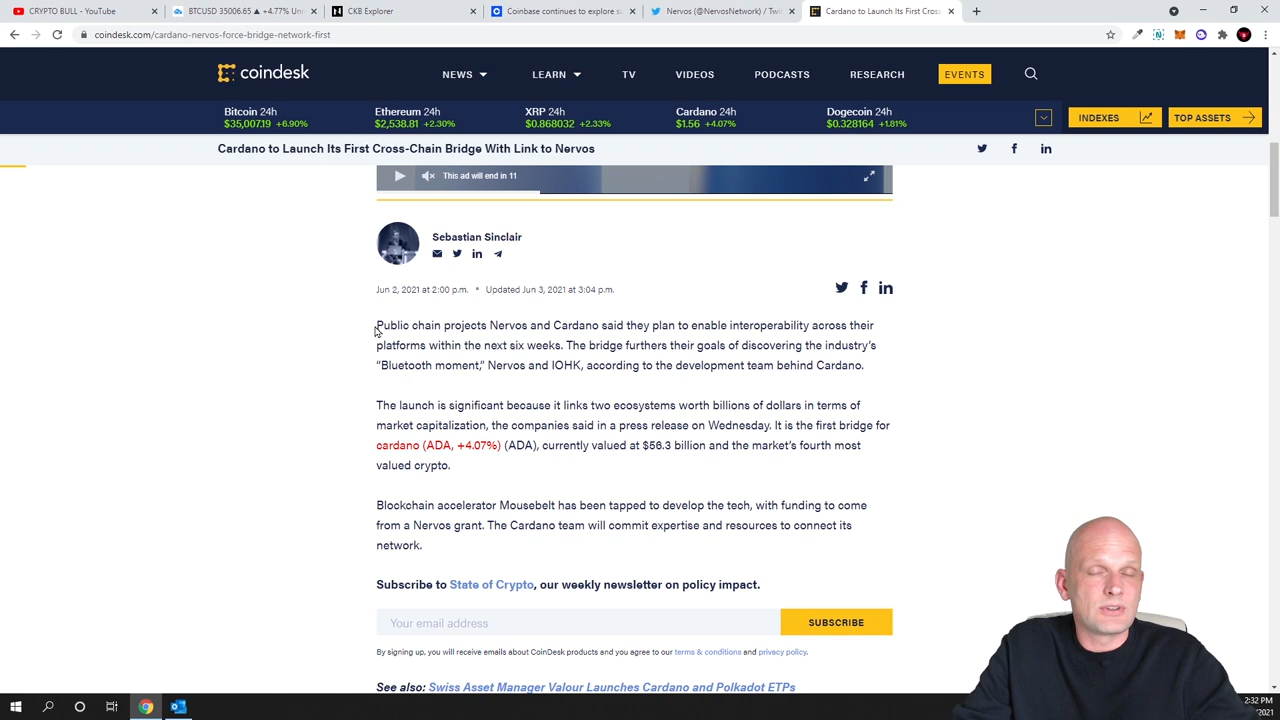 CRYPTO BULL - YouTube
BTCUSD 35006.65 ▲ +4.77% Un
CKB Explorer
Coinbase continues to explore su
Nervos (@NervosNetwork) / Twit
Cardano to Launch Its First Cross
coindesk.com/cardano-nervos-force-bridge-network-first
coindesk
NEWS
LEARN
TV
VIDEOS
PODCASTS
RESEARCH
EVENTS
Bitcoin 24h
$35,007.19 +6.90%
Ethereum 24h
$2,538.81 +2.30%
XRP 24h
$0.868032 +2.33%
Cardano 24h
$1.56 +4.07%
Dogecoin 24h
$0.328164 +1.81%
INDEXES
TOP ASSETS
Cardano to Launch Its First Cross-Chain Bridge With Link to Nervos
This ad will end in 11
Sebastian Sinclair
Jun 2, 2021 at 2:00 p.m. • Updated Jun 3, 2021 at 3:04 p.m.
Public chain projects Nervos and Cardano said they plan to enable interoperability across their
platforms within the next six weeks. The bridge furthers their goals of discovering the industry's
“Bluetooth moment,” Nervos and IOHK, according to the development team behind Cardano.
The launch is significant because it links two ecosystems worth billions of dollars in terms of
market capitalization, the companies said in a press release on Wednesday. It is the first bridge for
cardano (ADA, +4.07%) (ADA), currently valued at $56.3 billion and the market's fourth most
valued crypto.
Blockchain accelerator Mousebelt has been tapped to develop the tech, with funding to come
from a Nervos grant. The Cardano team will commit expertise and resources to connect its
network.
Subscribe to State of Crypto, our weekly newsletter on policy impact.
Your email address
SUBSCRIBE
By signing up, you will receive emails about CoinDesk products and you agree to our terms & conditions and privacy policy.
See also: Swiss Asset Manager Valour Launches Cardano and Polkadot ETPs
2:32 PM
/2021